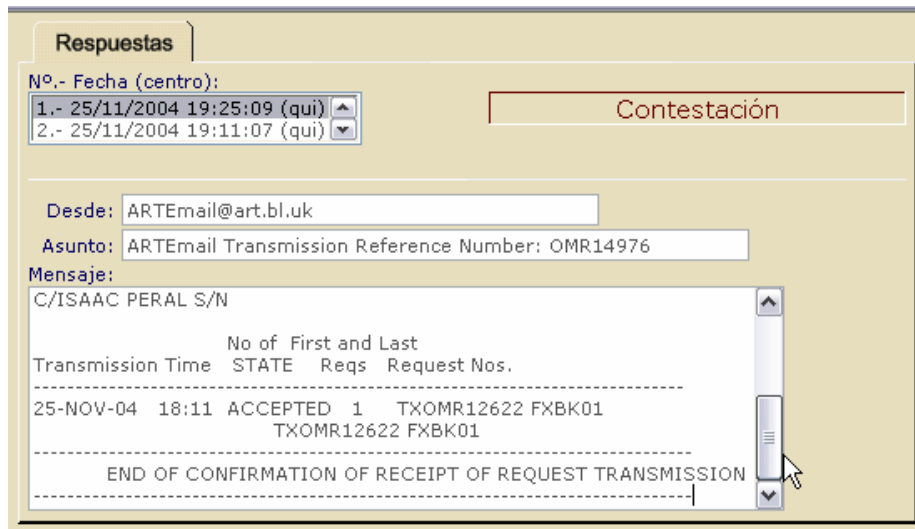 Respuestas
Nº.- Fecha (centro):
1.- 25/11/2004 19:25:09 (qui)
2.- 25/11/2004 19:11:07 (qui)
Contestación
Desde: ARTEmail@art.bl.uk
Asunto: ARTEmail Transmission Reference Number: OMR14976
Mensaje:
C/ISAAC PERAL S/N
No of First and Last
Transmission Time STATE Reqs Request Nos.
--------------------------------------------------------------------------
25-NOV-04 18:11 ACCEPTED 1 TXOMR12622 FXBK01
TXOMR12622 FXBK01
---------------------------------------------------------------------------
END OF CONFIRMATION OF RECEIPT OF REQUEST TRANSMISSION
---------------------------------------------------------------------------